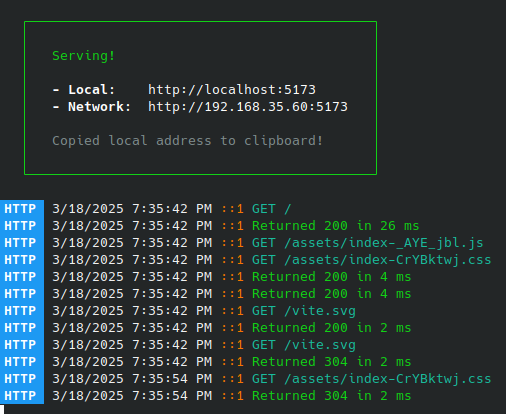 Serving!
- Local: http://localhost:5173
- Network: http://192.168.35.60:5173
Copied local address to clipboard!
HTTP 3/18/2025 7:35:42 PM ::1 GET /
HTTP 3/18/2025 7:35:42 PM ::1 Returned 200 in 26 ms
HTTP 3/18/2025 7:35:42 PM ::1 GET /assets/index-_AYE_jbl.js
HTTP 3/18/2025 7:35:42 PM ::1 GET /assets/index-CrYBktwj.css
HTTP 3/18/2025 7:35:42 PM ::1 Returned 200 in 4 ms
HTTP 3/18/2025 7:35:42 PM ::1 Returned 200 in 4 ms
HTTP 3/18/2025 7:35:42 PM ::1 GET /vite.svg
HTTP 3/18/2025 7:35:42 PM ::1 Returned 200 in 2 ms
HTTP 3/18/2025 7:35:42 PM ::1 GET /vite.svg
HTTP 3/18/2025 7:35:42 PM ::1 Returned 304 in 2 ms
HTTP 3/18/2025 7:35:54 PM ::1 GET /assets/index-CrYBktwj.css
HTTP 3/18/2025 7:35:54 PM ::1 Returned 304 in 2 ms